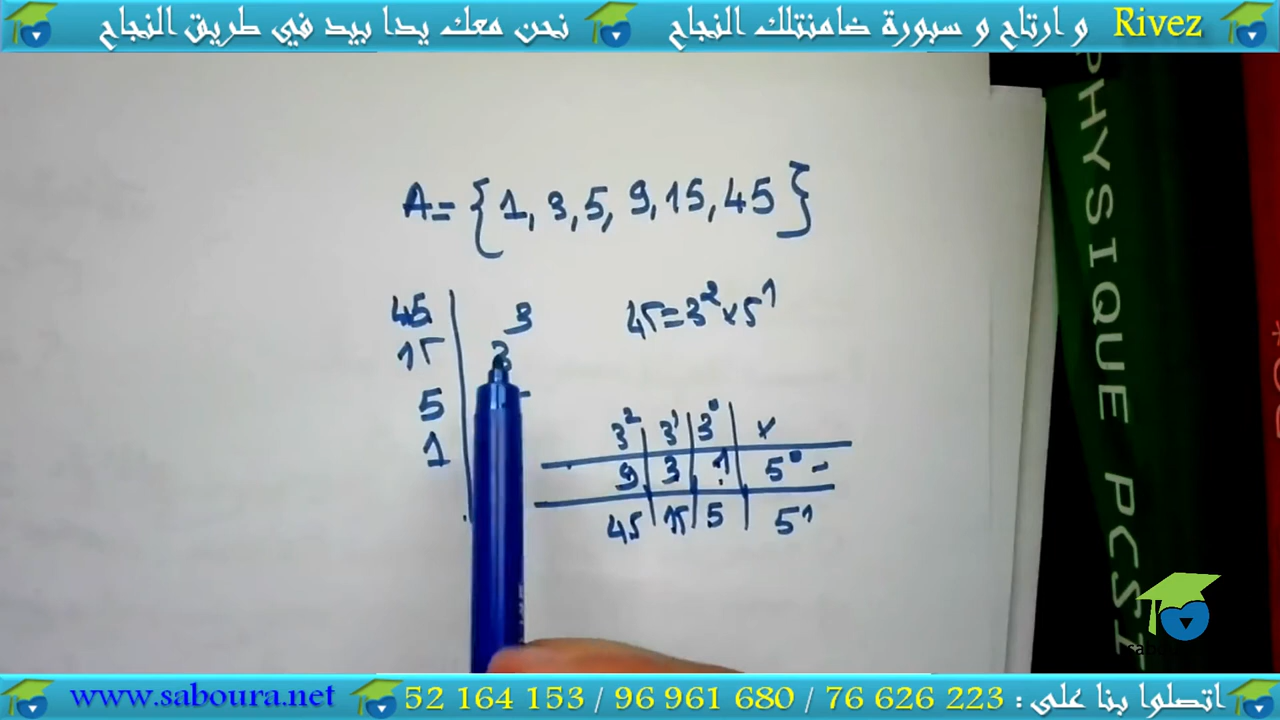 Rivez و ارتاح و سبورة ضامنتلك النجاح نحن معك يدا بيد في طريق النجاح
A = { 1, 3, 5, 9, 15, 45 }
45 | 3
15 | 3
5
1
45 = 3² × 5¹
3² | 3¹ | 3⁰ | ×
9 | 3 | 1 | 5⁰
45 | 15 | 5 | 5¹
PHYSIQUE PCSI
اتصلوا بنا على : 223 626 76 / 680 961 96 / 153 164 52
www.saboura.net